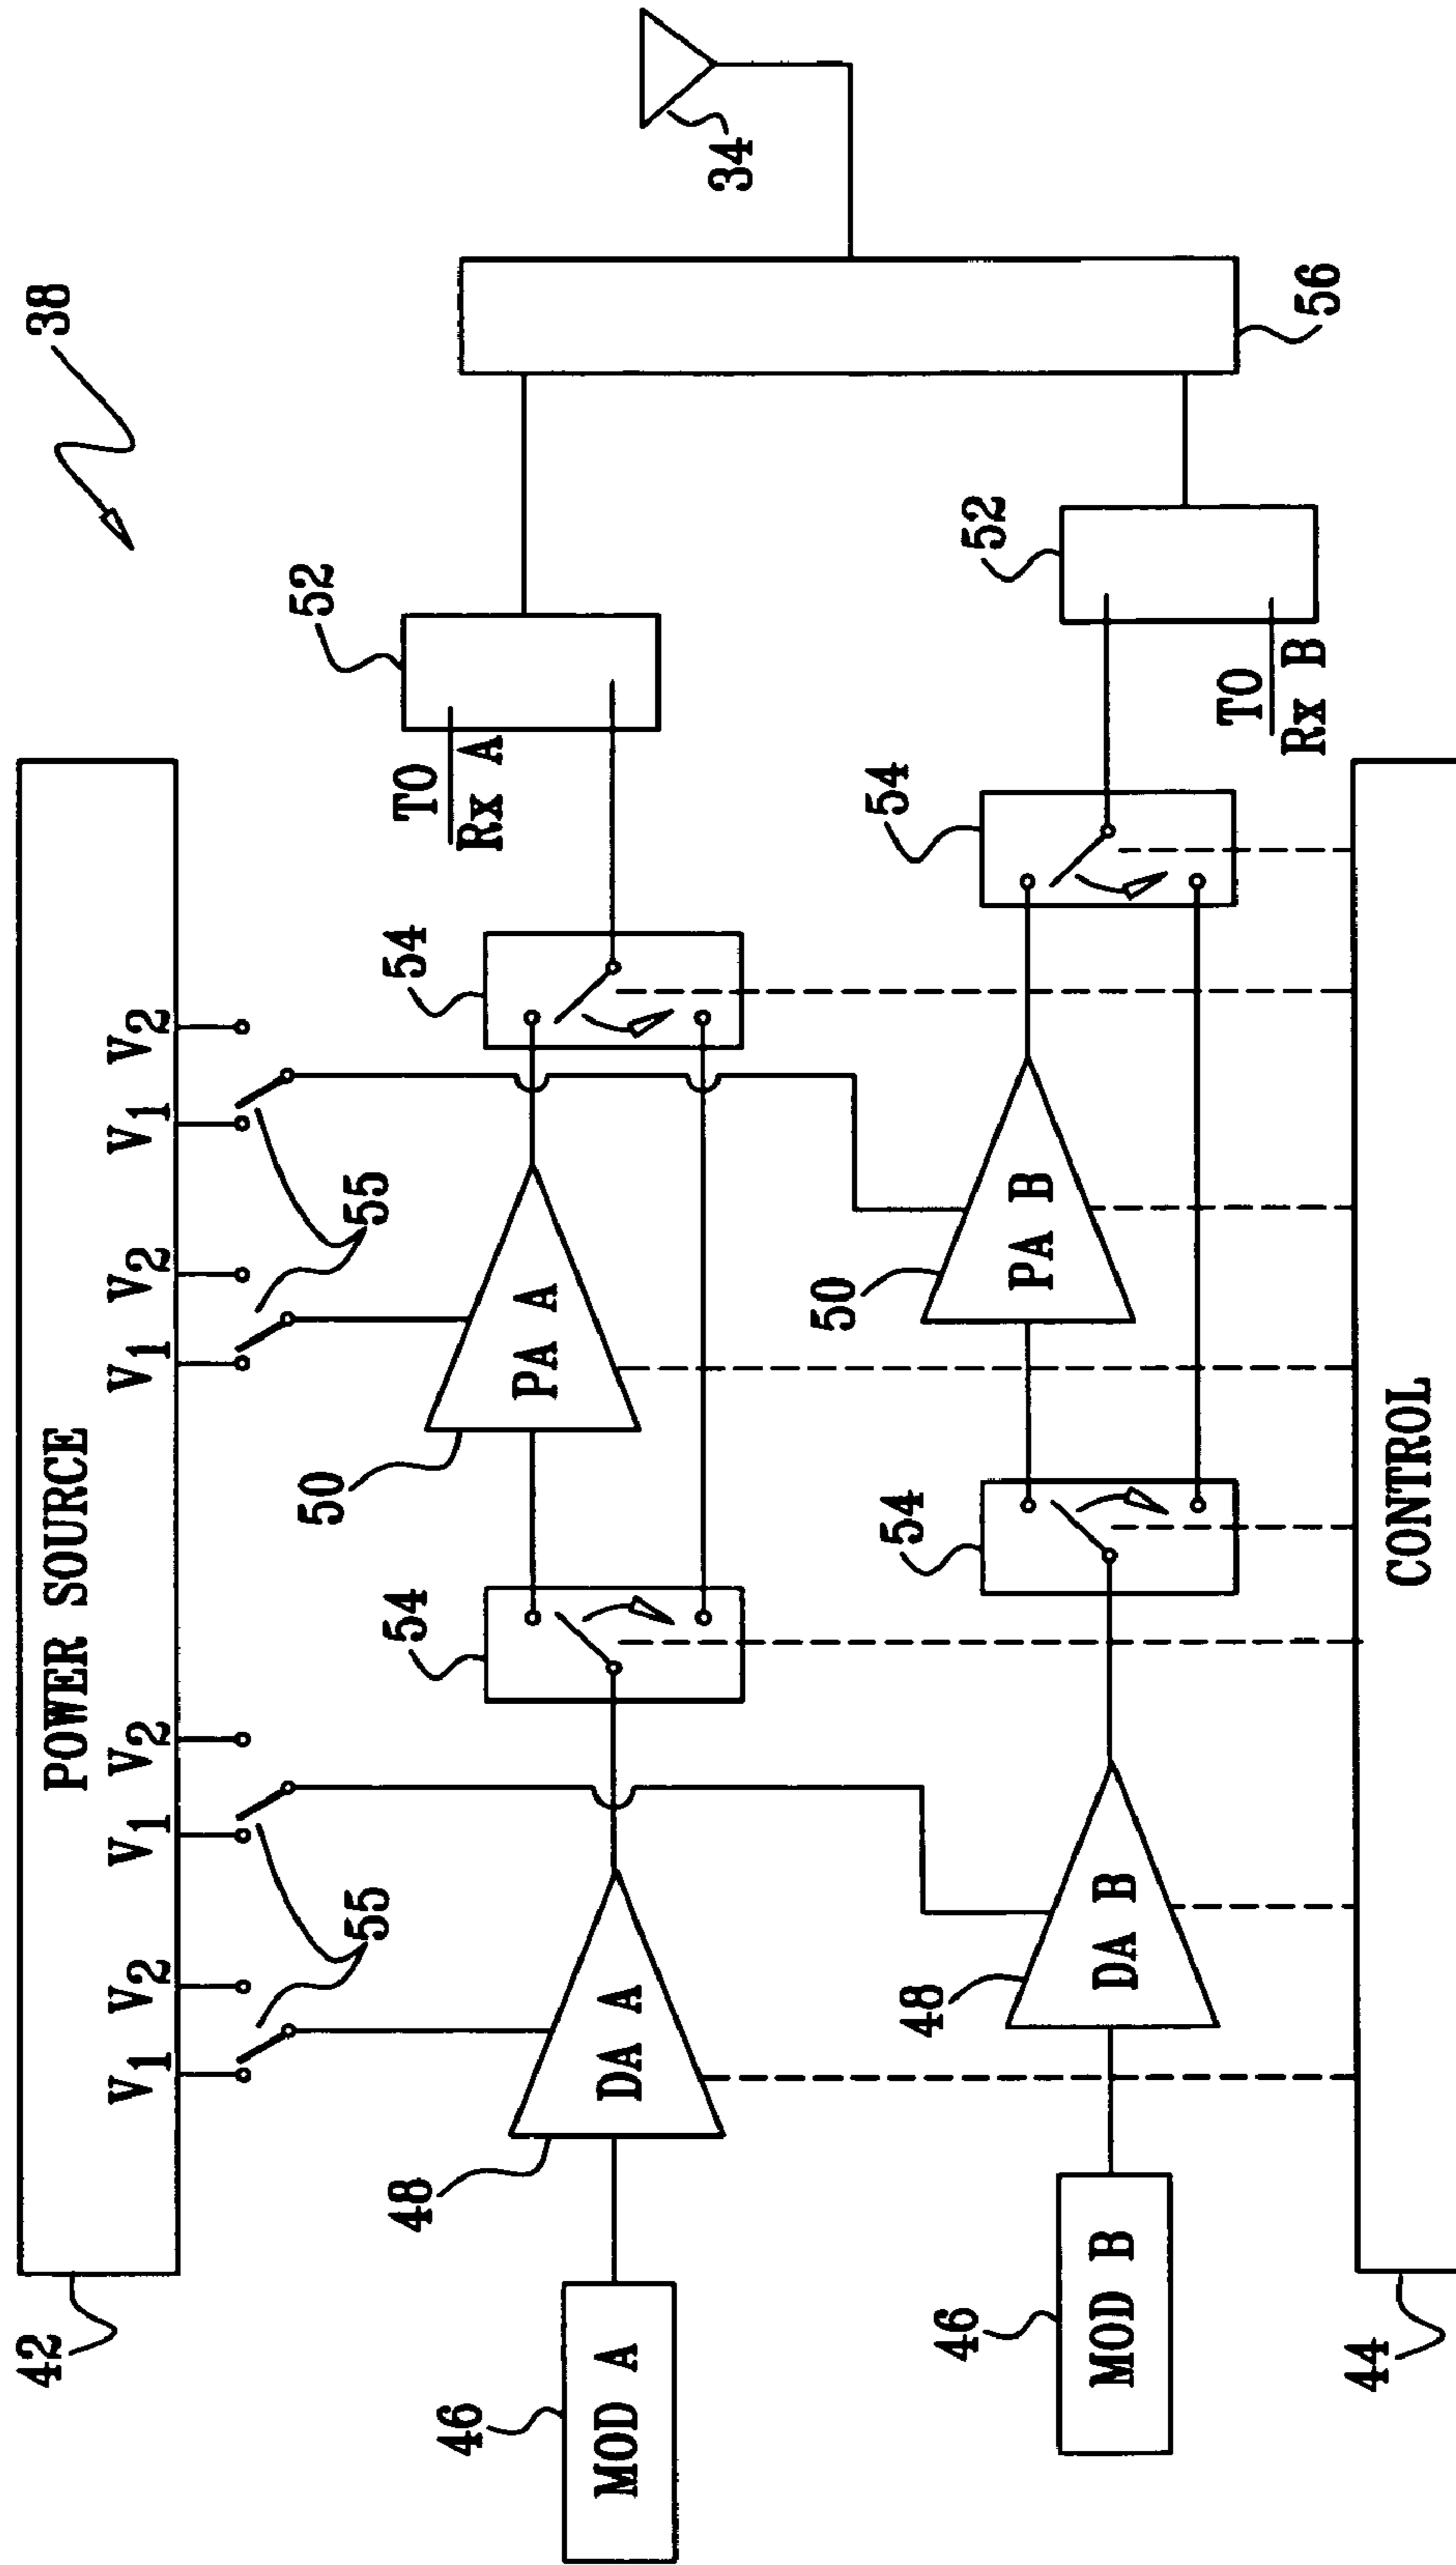 38
42
POWER SOURCE
V1 V2 V1 V2 V1 V2 V1 V2
55
55
46
MOD A
48
DA A
54
50
PA A
54
TO
Rx A
52
34
46
MOD B
48
DA B
54
50
PA B
54
TO
Rx B
52
56
44
CONTROL